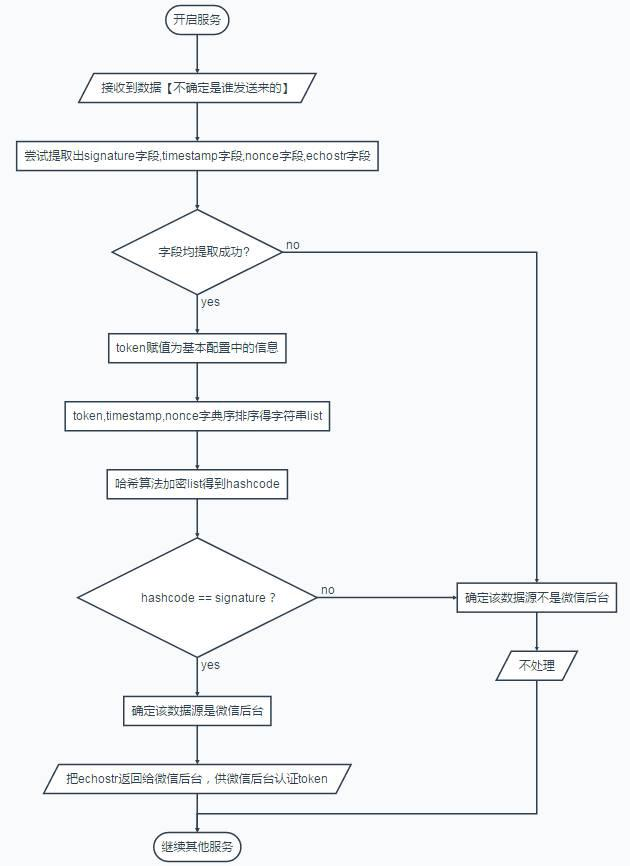 开启服务
接收到数据【不确定是谁发送来的】
尝试提取出signature字段,timestamp字段,nonce字段,echostr字段
字段均提取成功?
no
yes
token赋值为基本配置中的信息
token,timestamp,nonce字典序排序得字符串list
哈希算法加密list得到hashcode
hashcode == signature ?
no
确定该数据源不是微信后台
不处理
yes
确定该数据源是微信后台
把echostr返回给微信后台，供微信后台认证token
继续其他服务